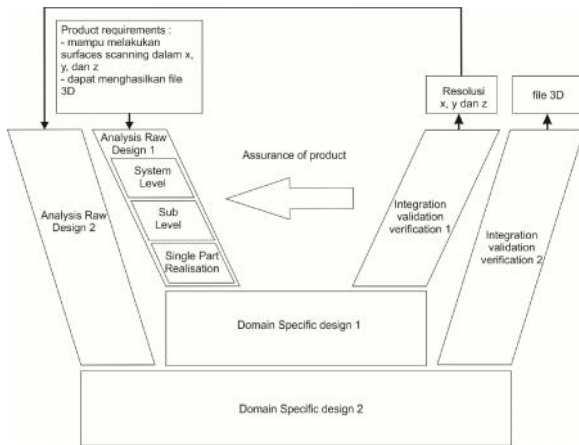 Product requirements :
- mampu melakukan
surfaces scanning dalam x,
y, dan z
- dapat menghasilkan file
3D
Resolusi
x, y dan z
file 3D
Analysis Raw
Design 1
System
Level
Sub
Level
Single Part
Realisation
Assurance of product
Analysis Raw
Design 2
Integration
validation
verification 1
Integration
validation
verification 2
Domain Specific design 1
Domain Specific design 2